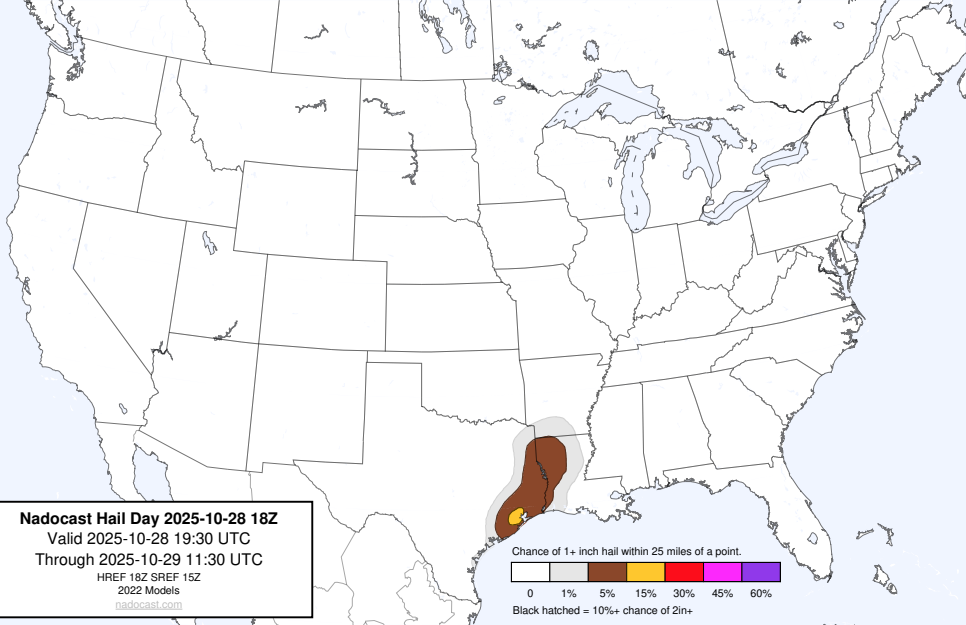 Nadocast Hail Day 2025-10-28 18Z
Valid 2025-10-28 19:30 UTC
Through 2025-10-29 11:30 UTC
HREF 18Z SREF 15Z
2022 Models
nadocast.com
Chance of 1+ inch hail within 25 miles of a point.
0 1% 5% 15% 30% 45% 60%
Black hatched = 10%+ chance of 2in+